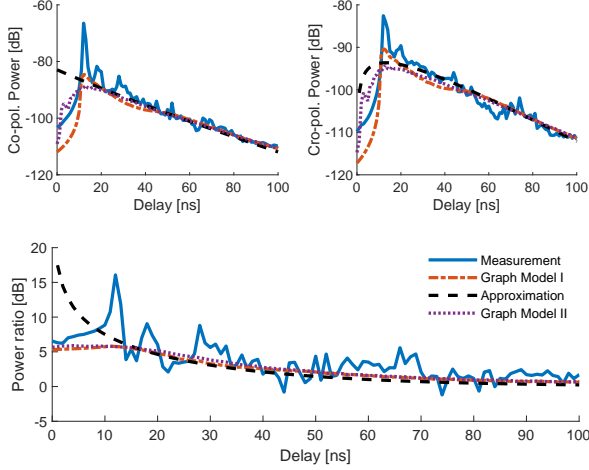 -60
-80
-100
-120
Co-pol. Power [dB]
0 20 40 60 80 100
Delay [ns]
-80
-90
-100
-110
-120
Cro-pol. Power [dB]
0 20 40 60 80 100
Delay [ns]
20
15
10
5
0
-5
Power ratio [dB]
Measurement
Graph Model I
Approximation
Graph Model II
0 10 20 30 40 50 60 70 80 90 100
Delay [ns]